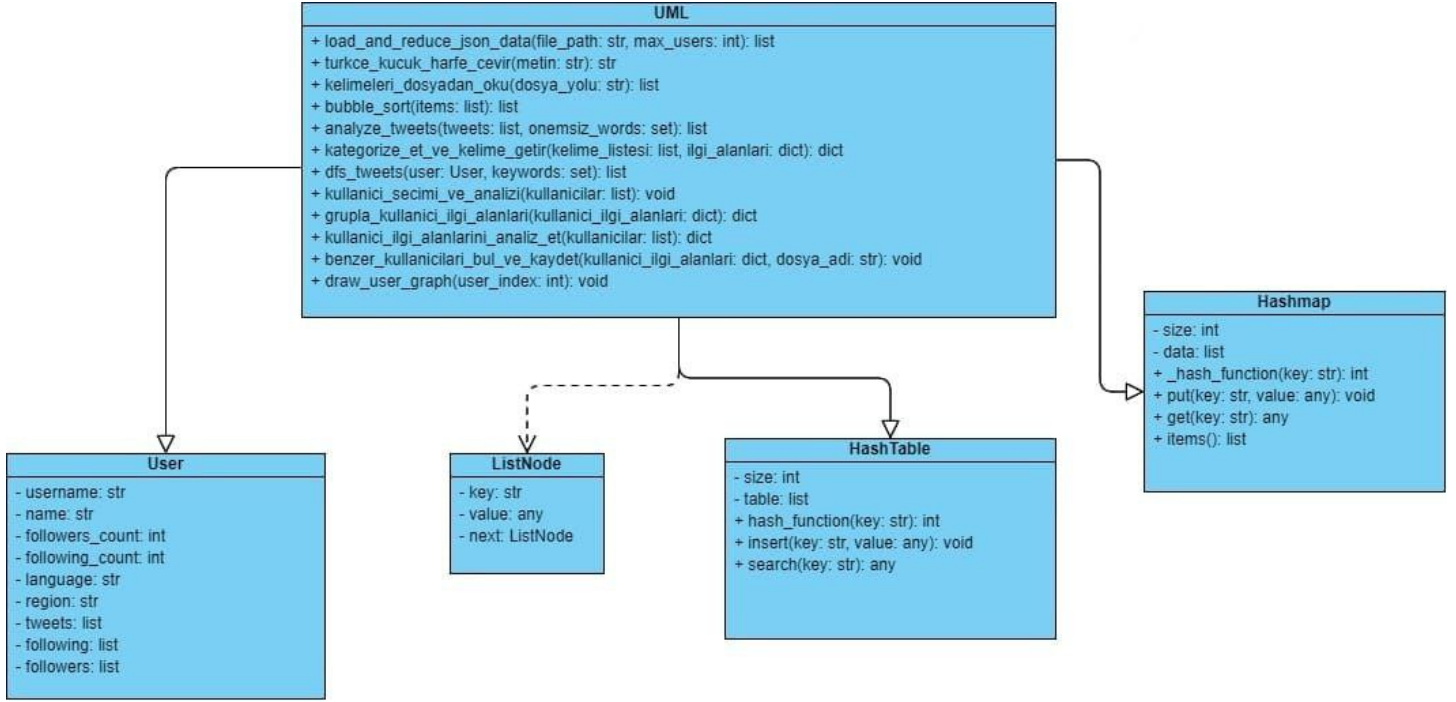 UML
+ load_and_reduce_json_data(file_path: str, max_users: int): list
+ turkce_kucuk_harfe_cevir(metin: str): str
+ kelimeleri_dosyadan_oku(dosya_yolu: str): list
+ bubble_sort(items: list): list
+ analyze_tweets(tweets: list, onemsiz_words: set): list
+ kategorize_et_ve_kelime_getir(kelime_listesi: list, ilgi_alanlari: dict): dict
+ dfs_tweets(user: User, keywords: set): list
+ kullanici_secimi_ve_analizi(kullanicilar: list): void
+ grupla_kullanici_ilgi_alanlari(kullanici_ilgi_alanlari: dict): dict
+ kullanici_ilgi_alanlarini_analiz_et(kullanicilar: list): dict
+ benzer_kullanicilari_bul_ve_kaydet(kullanici_ilgi_alanlari: dict, dosya_adi: str): void
+ draw_user_graph(user_index: int): void
Hashmap
- size: int
- data: list
+ _hash_function(key: str): int
+ put(key: str, value: any): void
+ get(key: str): any
+ items(): list
User
- username: str
- name: str
- followers_count: int
- following_count: int
- language: str
- region: str
- tweets: list
- following: list
- followers: list
ListNode
- key: str
- value: any
- next: ListNode
HashTable
- size: int
- table: list
+ hash_function(key: str): int
+ insert(key: str, value: any): void
+ search(key: str): any